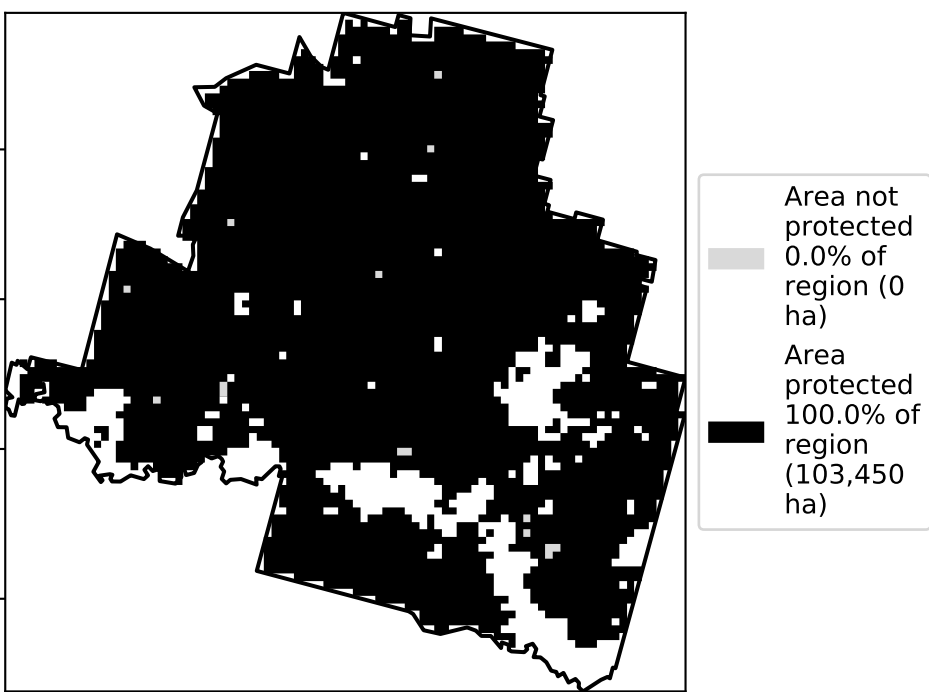 Area not
protected
0.0% of
region (0
ha)
Area
protected
100.0% of
region
(103,450
ha)